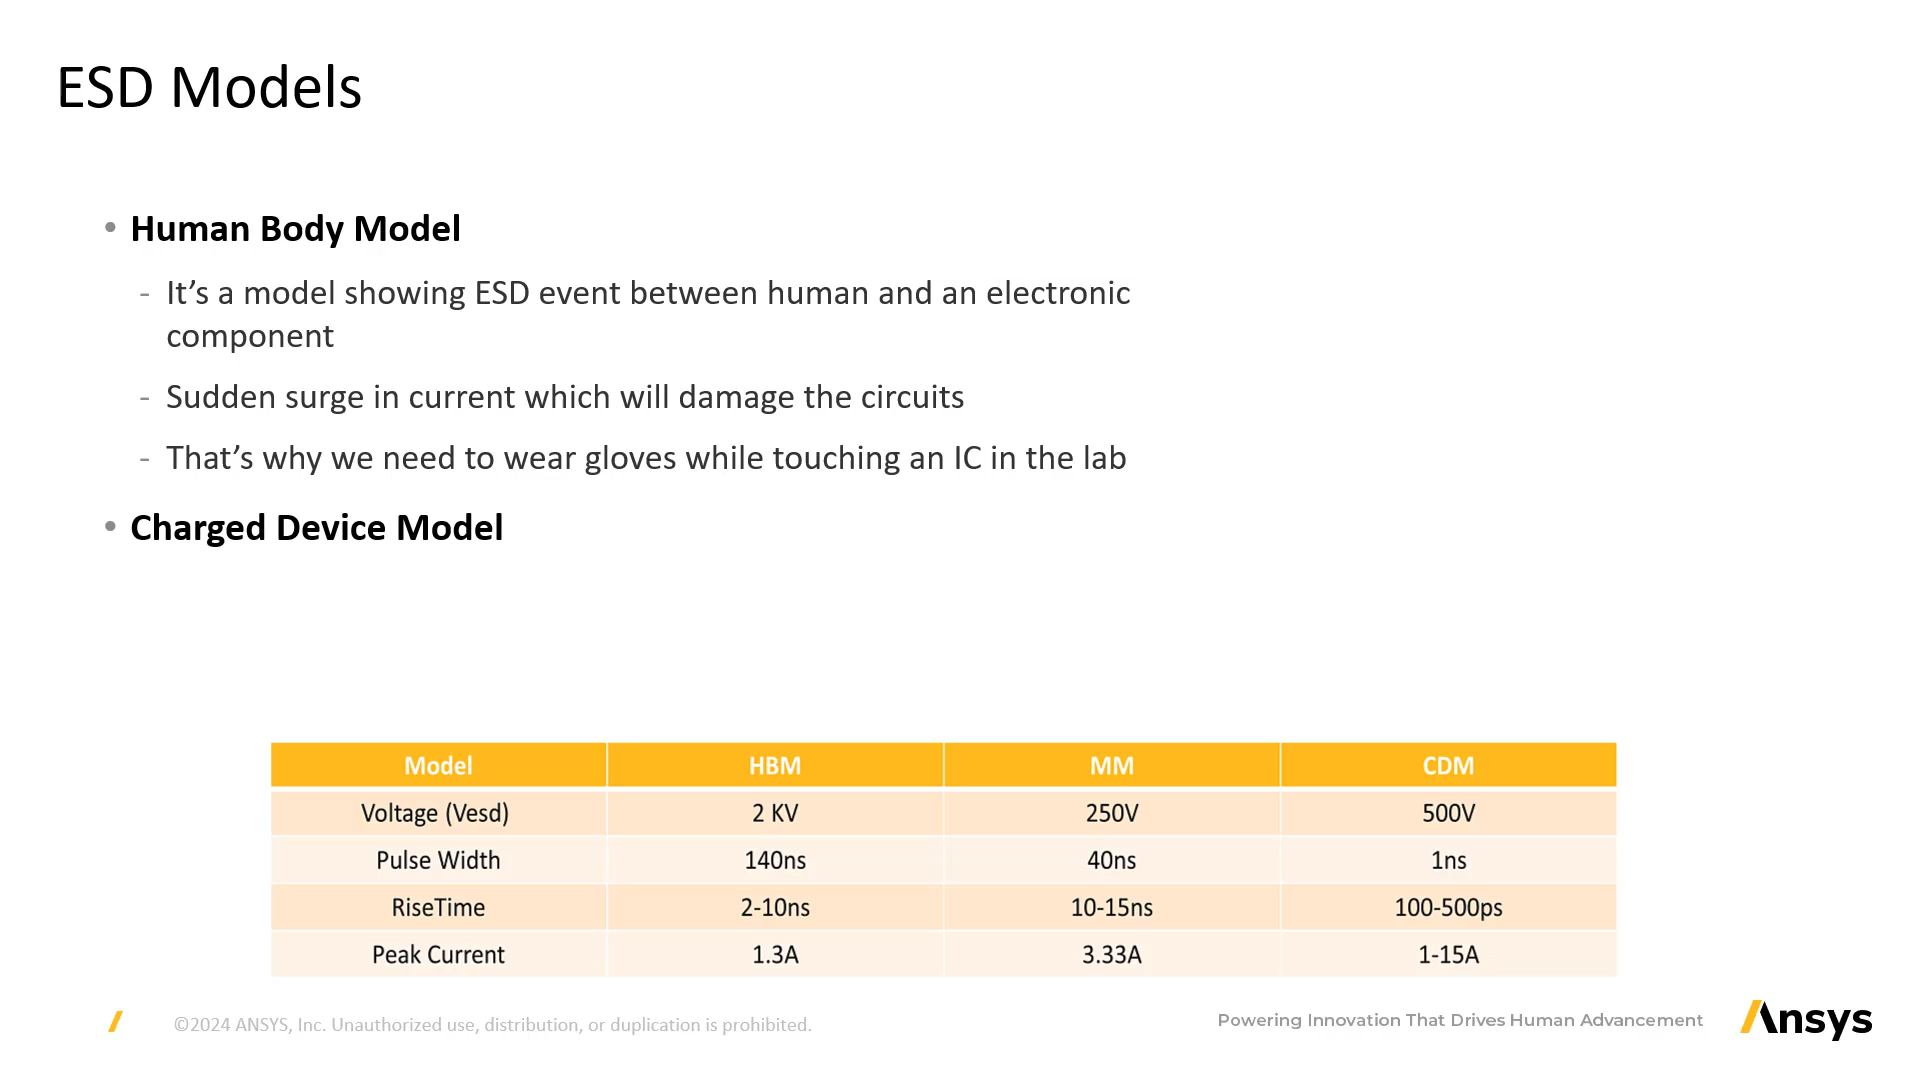 ESD Models
• Human Body Model
- It’s a model showing ESD event between human and an electronic
component
- Sudden surge in current which will damage the circuits
- That’s why we need to wear gloves while touching an IC in the lab
• Charged Device Model
Model HBM MM CDM
Voltage (Vesd) 2 KV 250V 500V
Pulse Width 140ns 40ns 1ns
RiseTime 2-10ns 10-15ns 100-500ps
Peak Current 1.3A 3.33A 1-15A
©2024 ANSYS, Inc. Unauthorized use, distribution, or duplication is prohibited.
Powering Innovation That Drives Human Advancement
Ansys